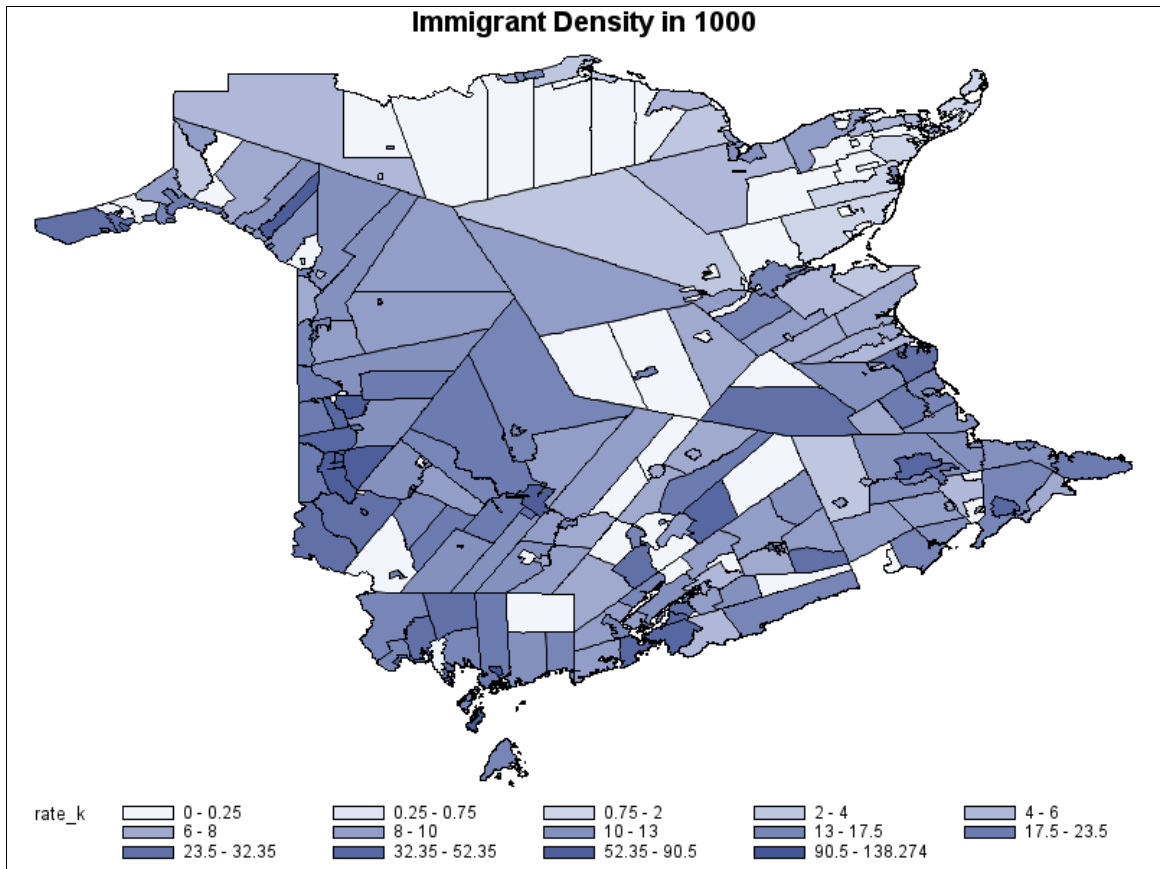 Immigrant Density in 1000
rate_k 0 - 0.25 0.25 - 0.75 0.75 - 2 2 - 4 4 - 6
6 - 8 8 - 10 10 - 13 13 - 17.5 17.5 - 23.5
23.5 - 32.35 32.35 - 52.35 52.35 - 90.5 90.5 - 138.274